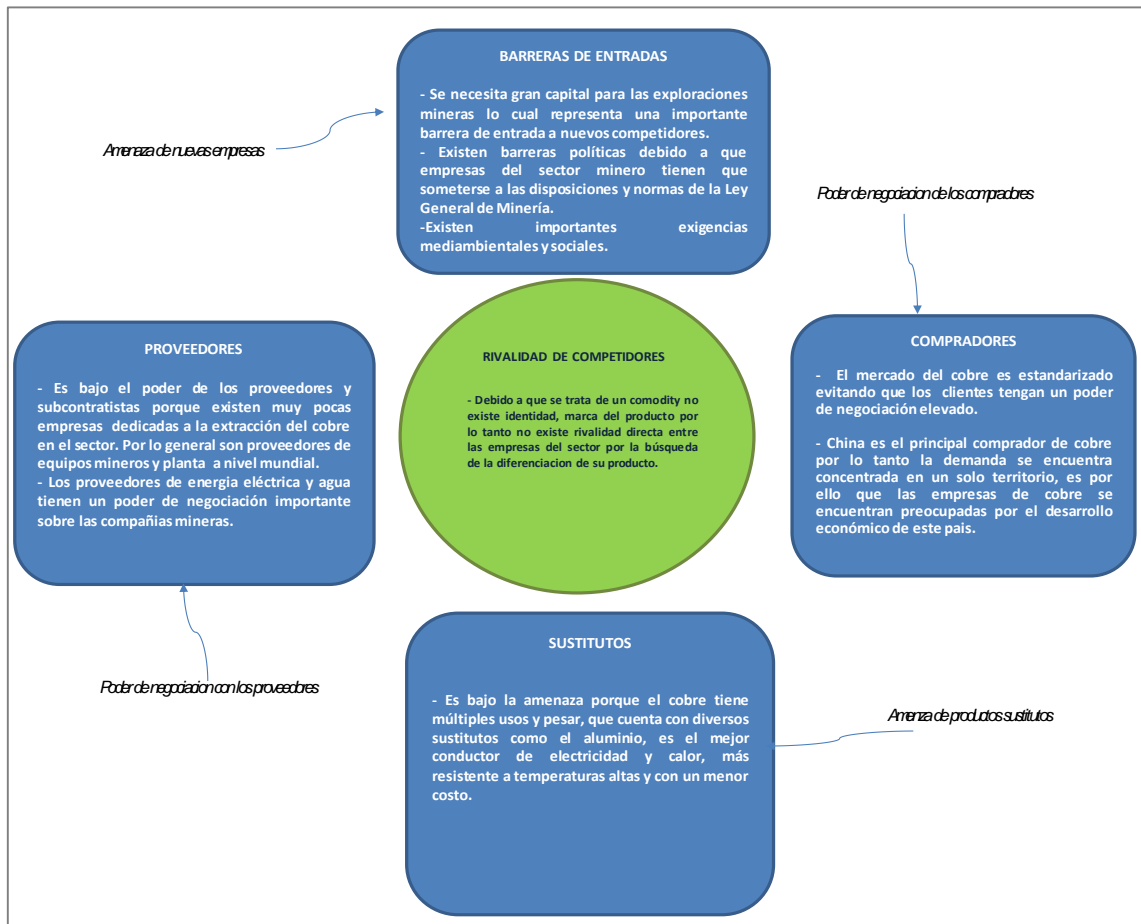 BARRERAS DE ENTRADAS
- Se necesita gran capital para las exploraciones
mineras lo cual representa una importante
barrera de entrada a nuevos competidores.
- Existen barreras políticas debido a que
empresas del sector minero tienen que
someterse a las disposiciones y normas de la Ley
General de Minería.
-Existen importantes exigencias
mediambientales y sociales.
Amenaza de nuevas empresas
Poder de negociacion de los compradores
PROVEEDORES
- Es bajo el poder de los proveedores y
subcontratistas porque existen muy pocas
empresas dedicadas a la extracción del cobre
en el sector. Por lo general son proveedores de
equipos mineros y planta a nivel mundial.
- Los proveedores de energia eléctrica y agua
tienen un poder de negociación importante
sobre las compañias mineras.
RIVALIDAD DE COMPETIDORES
- Debido a que se trata de un comodity no
existe identidad, marca del producto por
lo tanto no existe rivalidad directa entre
las empresas del sector por la búsqueda
de la diferenciacion de su producto.
COMPRADORES
- El mercado del cobre es estandarizado
evitando que los clientes tengan un poder
de negociación elevado.
- China es el principal comprador de cobre
por lo tanto la demanda se encuentra
concentrada en un solo territorio, es por
ello que las empresas de cobre se
encuentran preocupadas por el desarrollo
económico de este pais.
Poder de negociacion con los proveedores
SUSTITUTOS
- Es bajo la amenaza porque el cobre tiene
múltiples usos y pesar, que cuenta con diversos
sustitutos como el aluminio, es el mejor
conductor de electricidad y calor, más
resistente a temperaturas altas y con un menor
costo.
Amenza de productos sustitutos